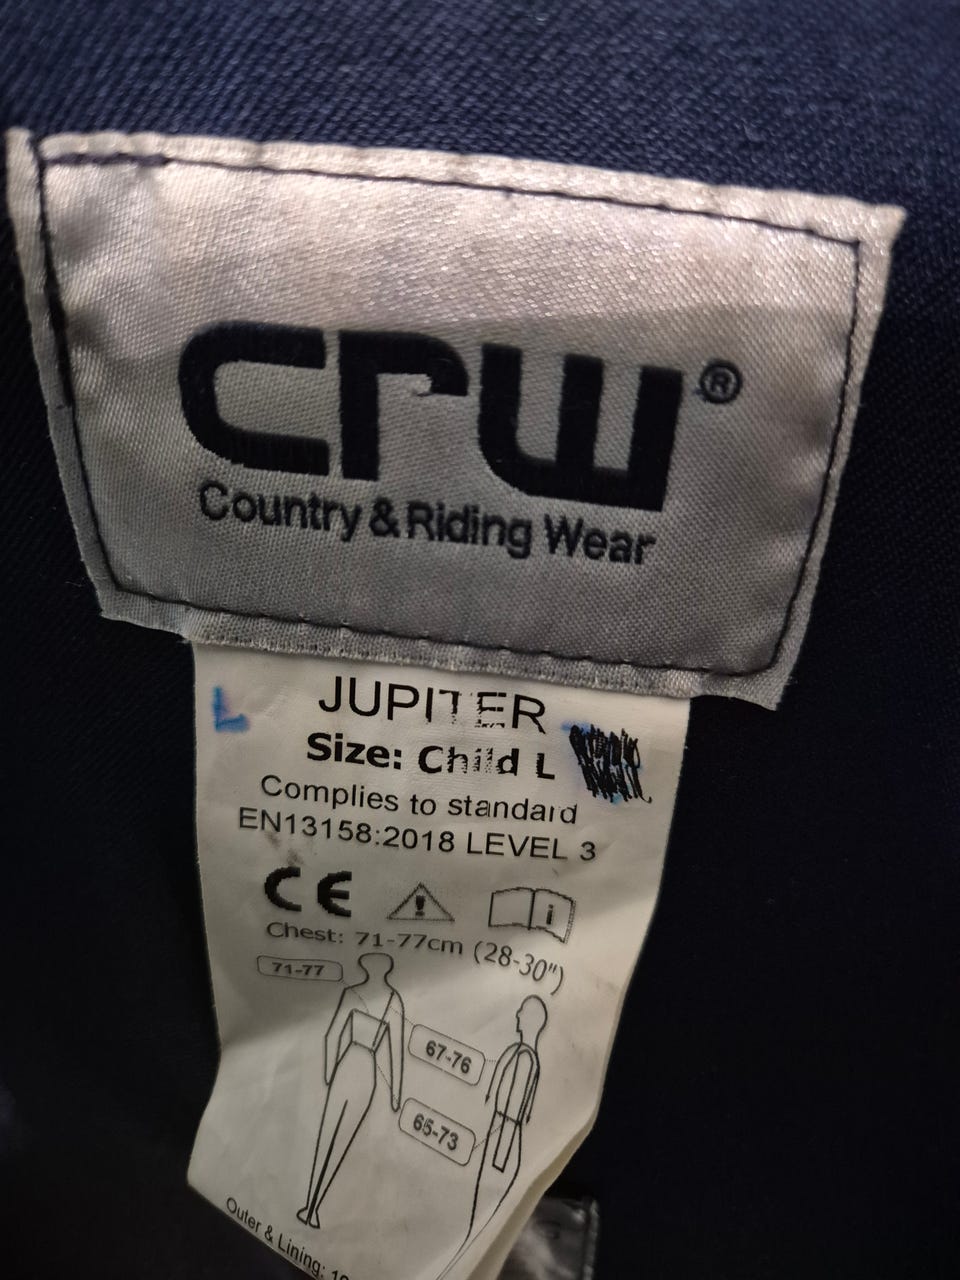 CPW®
Country & Riding Wear
L
JUPITER
Size: Child L
Complies to standard
EN13158:2018 LEVEL 3
CE
i
Chest: 71-77cm (28-30")
71-77
67-76
65-73
Outer & Lining: